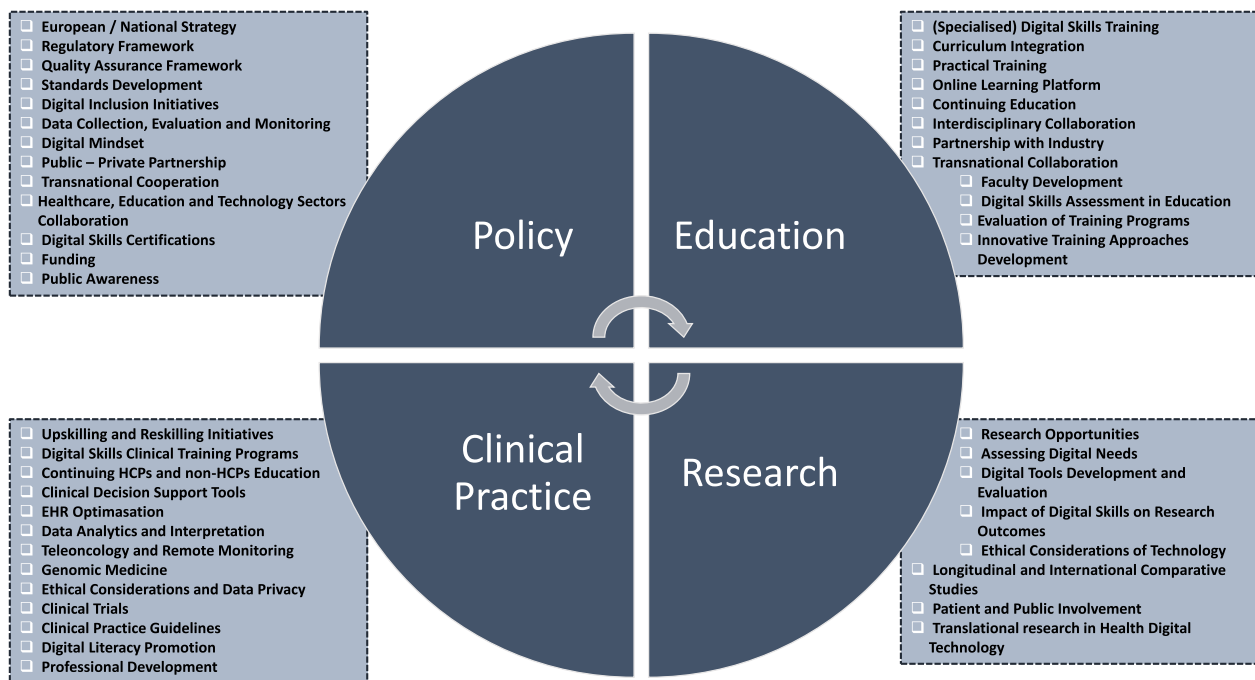 European / National Strategy
Regulatory Framework
Quality Assurance Framework
Standards Development
Digital Inclusion Initiatives
Data Collection, Evaluation and Monitoring
Digital Mindset
Public – Private Partnership
Transnational Cooperation
Healthcare, Education and Technology Sectors
Collaboration
Digital Skills Certifications
Funding
Public Awareness
(Specialised) Digital Skills Training
Curriculum Integration
Practical Training
Online Learning Platform
Continuing Education
Interdisciplinary Collaboration
Partnership with Industry
Transnational Collaboration
Faculty Development
Digital Skills Assessment in Education
Evaluation of Training Programs
Innovative Training Approaches
Development
Policy
Education
Clinical
Practice
Research
Upskilling and Reskilling Initiatives
Digital Skills Clinical Training Programs
Continuing HCPs and non-HCPs Education
Clinical Decision Support Tools
EHR Optimasation
Data Analytics and Interpretation
Teleoncology and Remote Monitoring
Genomic Medicine
Ethical Considerations and Data Privacy
Clinical Trials
Clinical Practice Guidelines
Digital Literacy Promotion
Professional Development
Research Opportunities
Assessing Digital Needs
Digital Tools Development and
Evaluation
Impact of Digital Skills on Research
Outcomes
Ethical Considerations of Technology
Longitudinal and International Comparative
Studies
Patient and Public Involvement
Translational research in Health Digital
Technology